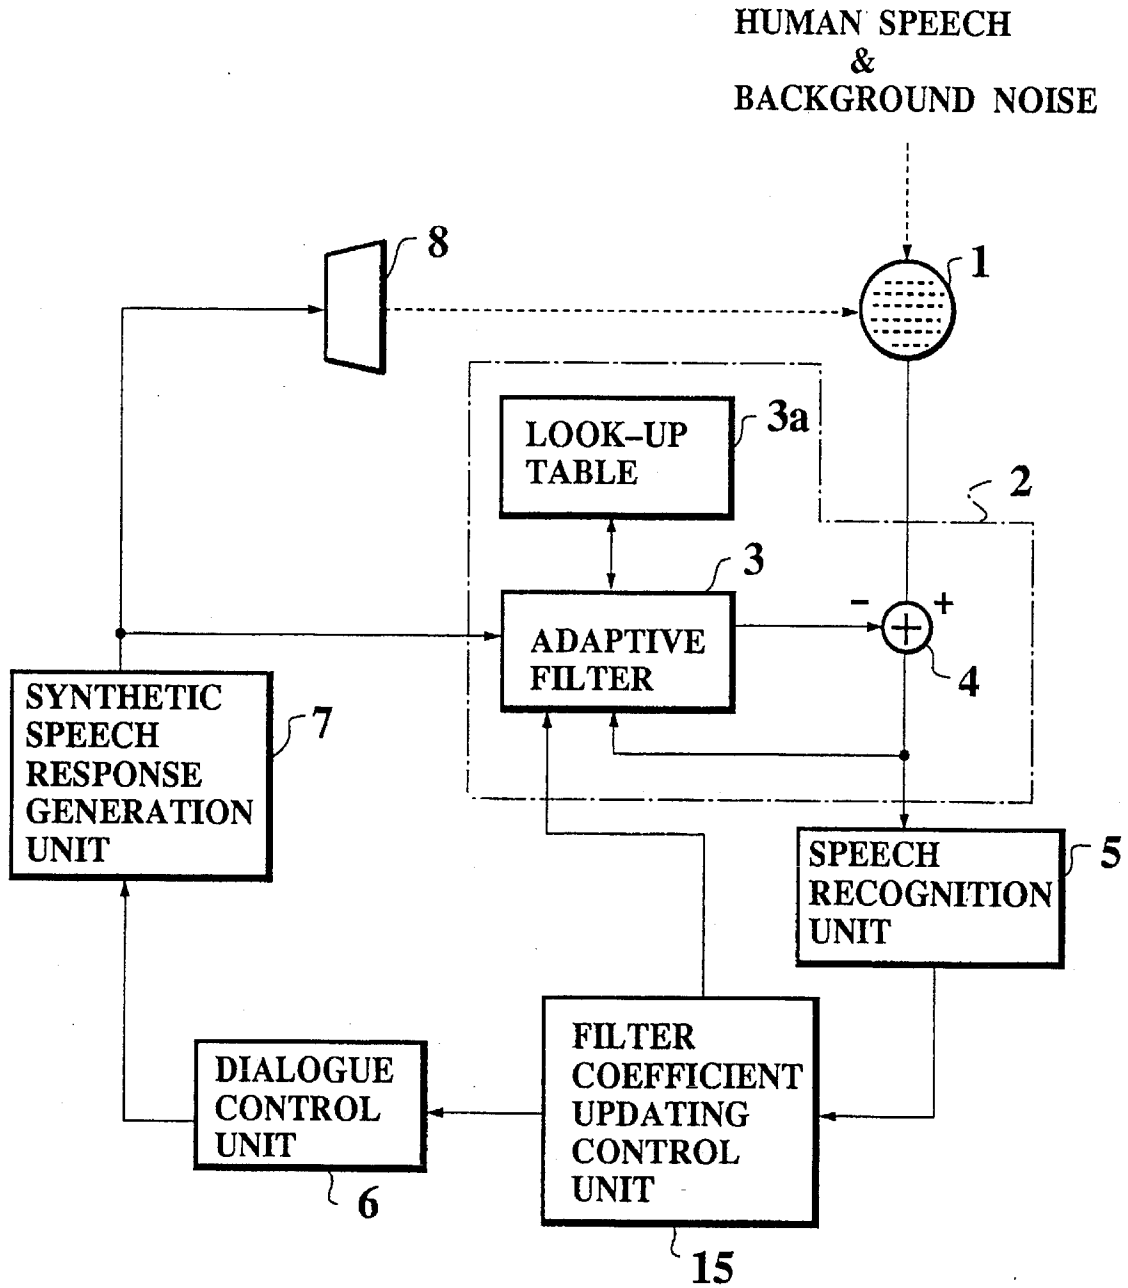 HUMAN SPEECH
&
BACKGROUND NOISE
8
1
LOOK-UP
TABLE
3a
2
3
ADAPTIVE
FILTER
- +
4
SYNTHETIC
SPEECH
RESPONSE
GENERATION
UNIT
7
SPEECH
RECOGNITION
UNIT
5
FILTER
COEFFICIENT
UPDATING
CONTROL
UNIT
15
DIALOGUE
CONTROL
UNIT
6